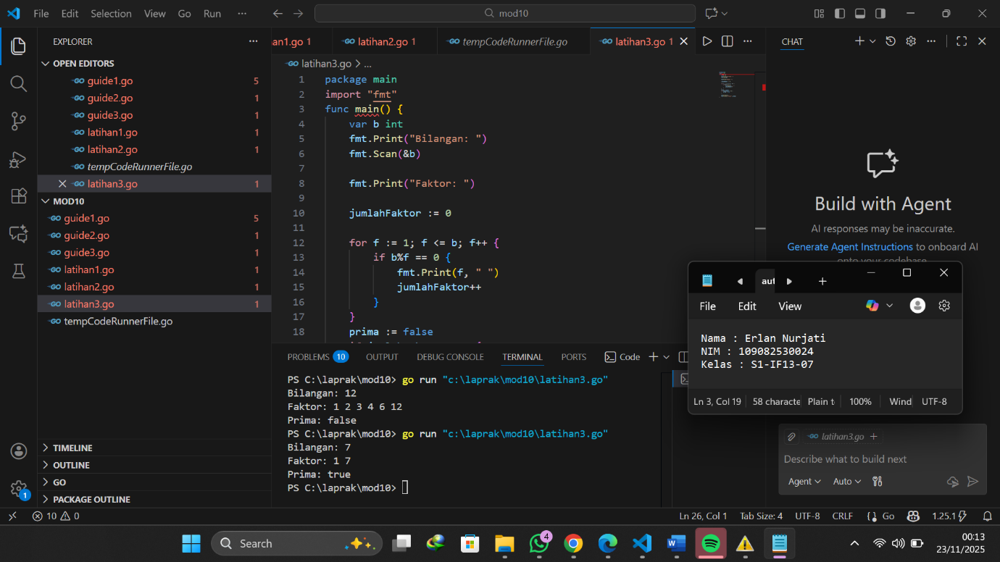 File Edit Selection View Go Run ··· mod10
EXPLORER ···
OPEN EDITORS
guide1.go 5
guide2.go 1
guide3.go 1
latihan1.go 1
latihan2.go 1
tempCodeRunnerFile.go
latihan3.go 1
MOD10
guide1.go 5
guide2.go 1
guide3.go 1
latihan1.go 1
latihan2.go 1
latihan3.go 1
tempCodeRunnerFile.go
TIMELINE
OUTLINE
GO
PACKAGE OUTLINE
an1.go 1 latihan2.go 1 tempCodeRunnerFile.go latihan3.go 1
latihan3.go > ...
1 package main
2 import "fmt"
3 func main() {
4 var b int
5 fmt.Print("Bilangan: ")
6 fmt.Scan(&b)
7
8 fmt.Print("Faktor: ")
9
10 jumlahFaktor := 0
11
12 for f := 1; f <= b; f++ {
13 if b%f == 0 {
14 fmt.Print(f, " ")
15 jumlahFaktor++
16 }
17 }
18 prima := false
PROBLEMS 10 OUTPUT DEBUG CONSOLE TERMINAL PORTS Code
PS C:\laprak\mod10> go run "c:\laprak\mod10\latihan3.go"
Bilangan: 12
Faktor: 1 2 3 4 6 12
Prima: false
PS C:\laprak\mod10> go run "c:\laprak\mod10\latihan3.go"
Bilangan: 7
Faktor: 1 7
Prima: true
PS C:\laprak\mod10>
CHAT
Build with Agent
AI responses may be inaccurate.
Generate Agent Instructions to onboard AI
onto your codebase.
aut
File Edit View
Nama : Erlan Nurjati
NIM : 109082530024
Kelas : S1-IF13-07
Ln 3, Col 19 58 characte Plain t 100% Wind UTF-8
latihan3.go
Describe what to build next
Agent Auto
1
10 0 Ln 26, Col 1 Tab Size: 4 UTF-8 CRLF Go 1.25.1
Search 4 00:13
23/11/2025